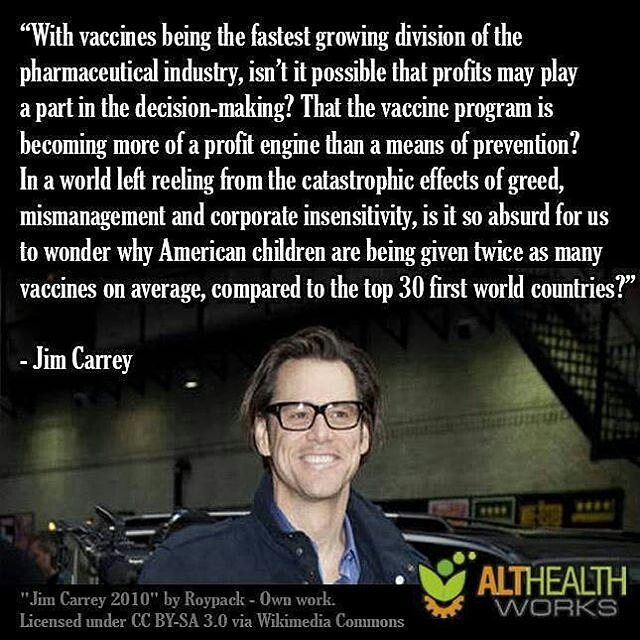 “With vaccines being the fastest growing division of the
pharmaceutical industry, isn’t it possible that profits may play
a part in the decision-making? That the vaccine program is
becoming more of a profit engine than a means of prevention?
In a world left reeling from the catastrophic effects of greed,
mismanagement and corporate insensitivity, is it so absurd for us
to wonder why American children are being given twice as many
vaccines on average, compared to the top 30 first world countries?”
- Jim Carrey
"Jim Carrey 2010" by Roypack - Own work.
Licensed under CC BY-SA 3.0 via Wikimedia Commons
ALTHEALTH
WORKS